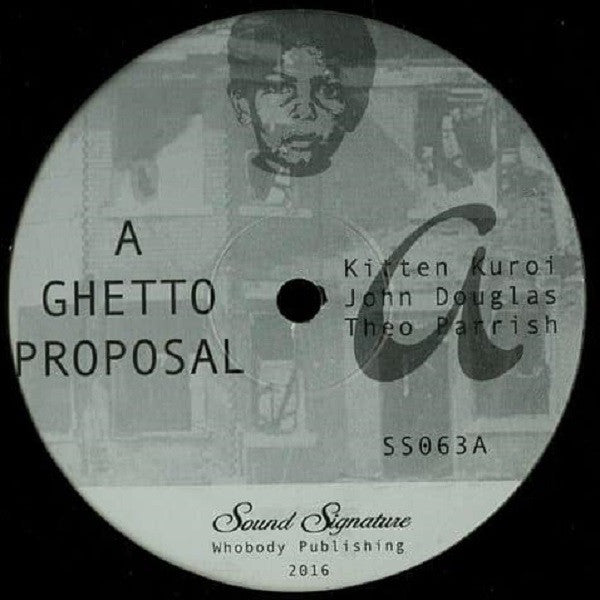 A
GHETTO
PROPOSAL
a
Kitten Kuroi
John Douglas
Theo Parrish
SS063A
Sound Signature
Whobody Publishing
2016